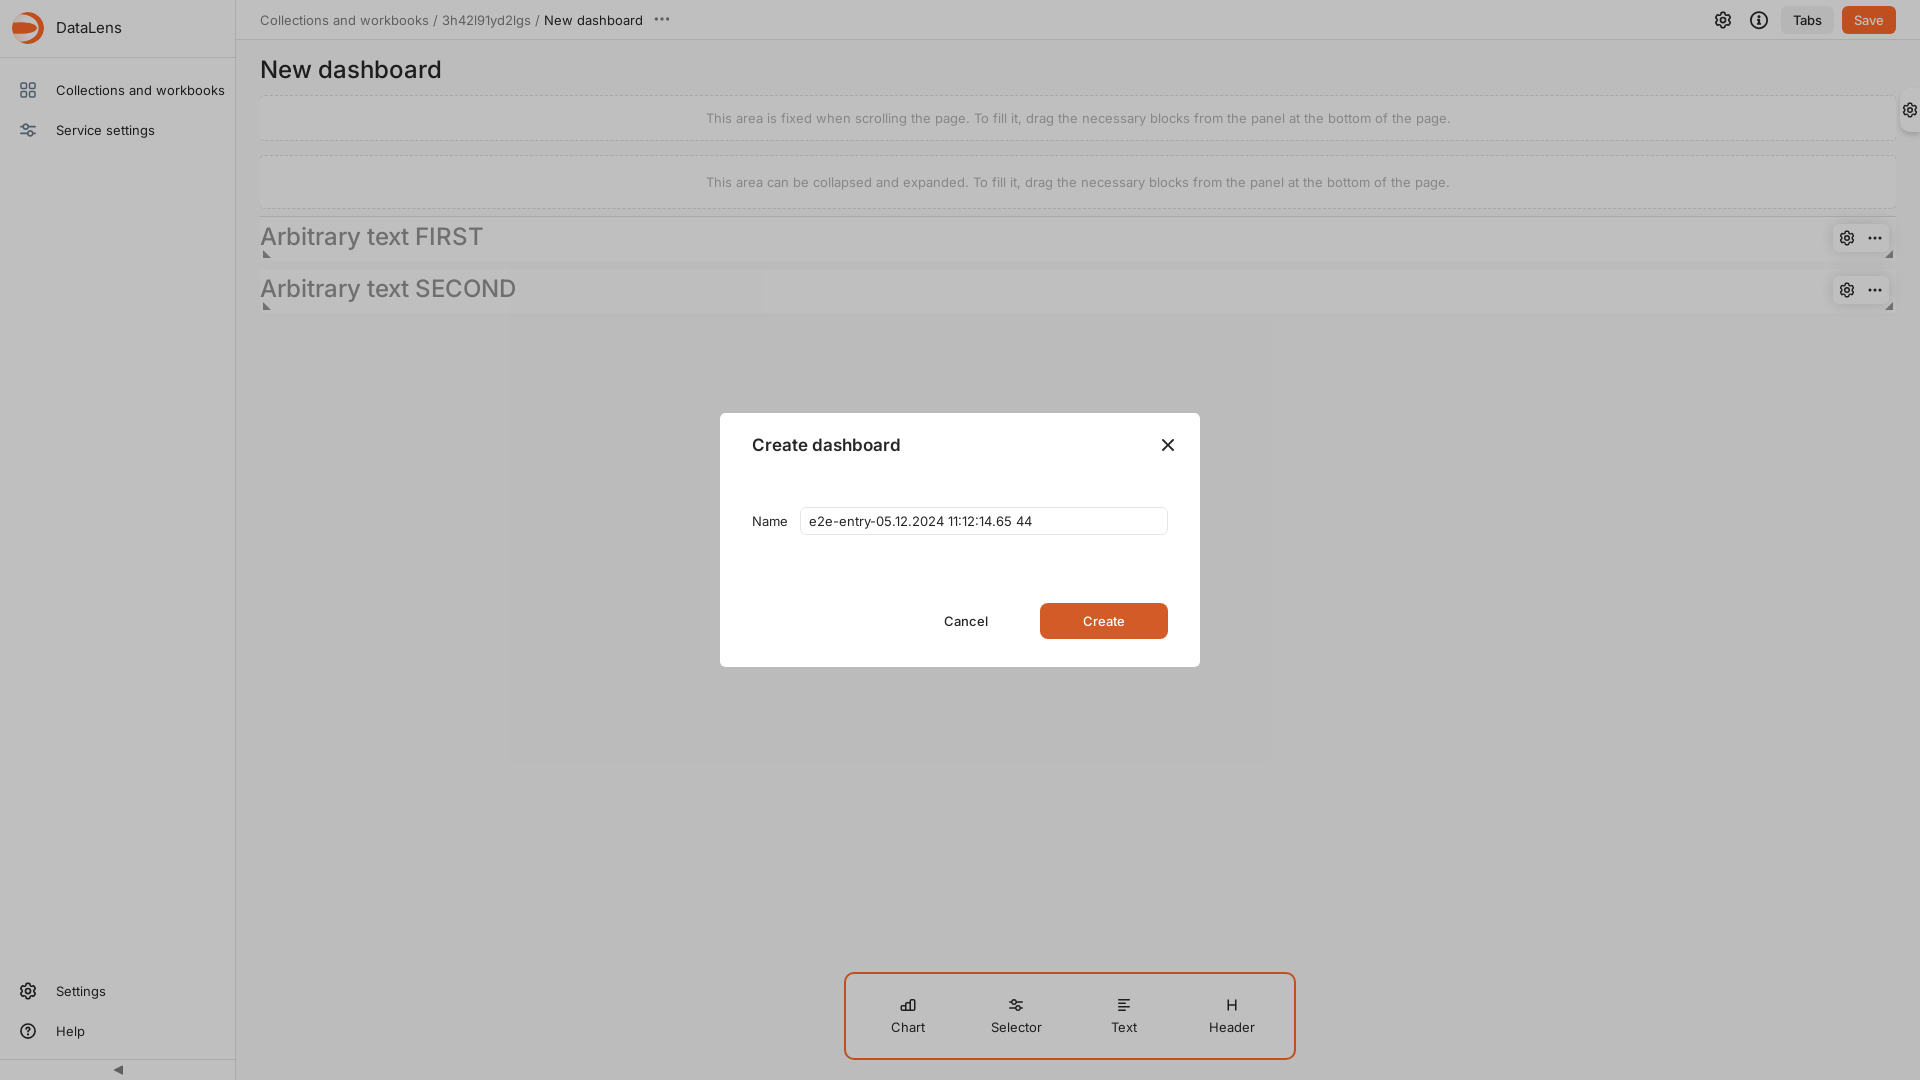 DataLens
Collections and workbooks
Service settings
Settings
Help
Collections and workbooks / 3h42l91yd2lgs / New dashboard
Tabs
Save
New dashboard
This area is fixed when scrolling the page. To fill it, drag the necessary blocks from the panel at the bottom of the page.
This area can be collapsed and expanded. To fill it, drag the necessary blocks from the panel at the bottom of the page.
Arbitrary text FIRST
Arbitrary text SECOND
Create dashboard
Name
e2e-entry-05.12.2024 11:12:14.65 44
Cancel
Create
Chart
Selector
Text
Header